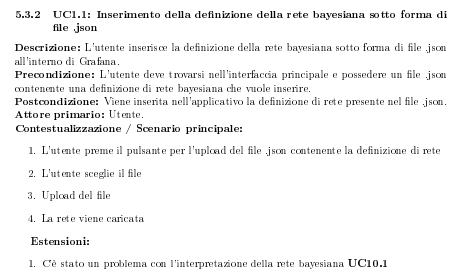 5.3.2 UC1.1: Inserimento della definizione della rete bayesiana sotto forma di
file .json
Descrizione: L'utente inserisce la definizione della rete bayesiana sotto forma di file .json
all'interno di Grafana.
Precondizione: L'utente deve trovarsi nell'interfaccia principale e possedere un file .json
contenente una definizione di rete bayesiana che vuole inserire.
Postcondizione: Viene inserita nell'applicativo la definizione di rete presente nel file .json.
Attore primario: Utente.
Contestualizzazione / Scenario principale:
1. L'utente preme il pulsante per l'upload del file .json contenente la definizione di rete
2. L'utente sceglie il file
3. Upload del file
4. La rete viene caricata
Estensioni:
1. C'è stato un problema con l'interpretazione della rete bayesiana UC10.1